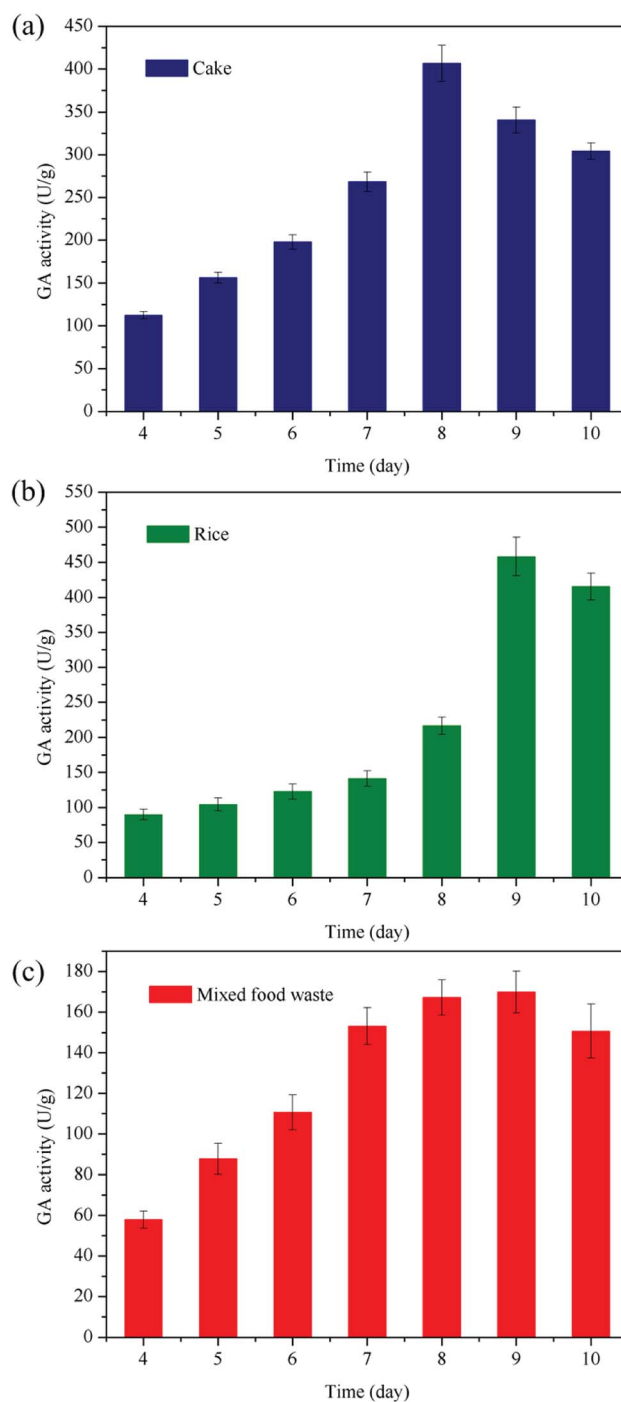 (a)
450
400
350
300
250
200
150
100
50
0
GA activity (U/g)
Cake
4 5 6 7 8 9 10
Time (day)
(b)
550
500
450
400
350
300
250
200
150
100
50
0
GA activity (U/g)
Rice
4 5 6 7 8 9 10
Time (day)
(c)
180
160
140
120
100
80
60
40
20
0
GA activity (U/g)
Mixed food waste
4 5 6 7 8 9 10
Time (day)